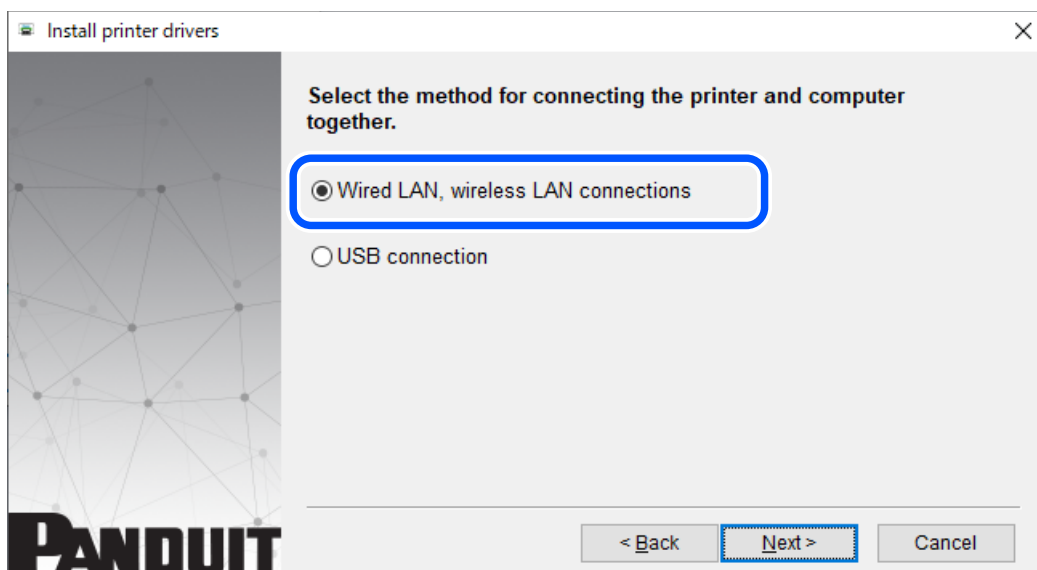 Install printer drivers
Select the method for connecting the printer and computer
together.
Wired LAN, wireless LAN connections
USB connection
PANDUIT
< Back
Next >
Cancel